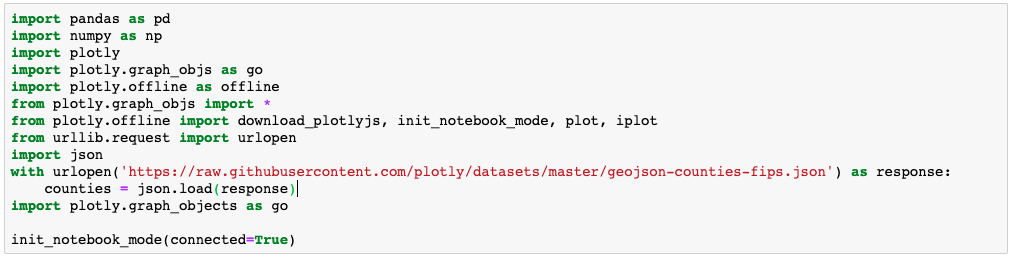 import pandas as pd
import numpy as np
import plotly
import plotly.graph_objs as go
import plotly.offline as offline
from plotly.graph_objs import *
from plotly.offline import download_plotlyjs, init_notebook_mode, plot, iplot
from urllib.request import urlopen
import json
with urlopen('https://raw.githubusercontent.com/plotly/datasets/master/geojson-counties-fips.json') as response:
    counties = json.load(response)
import plotly.graph_objects as go

init_notebook_mode(connected=True)